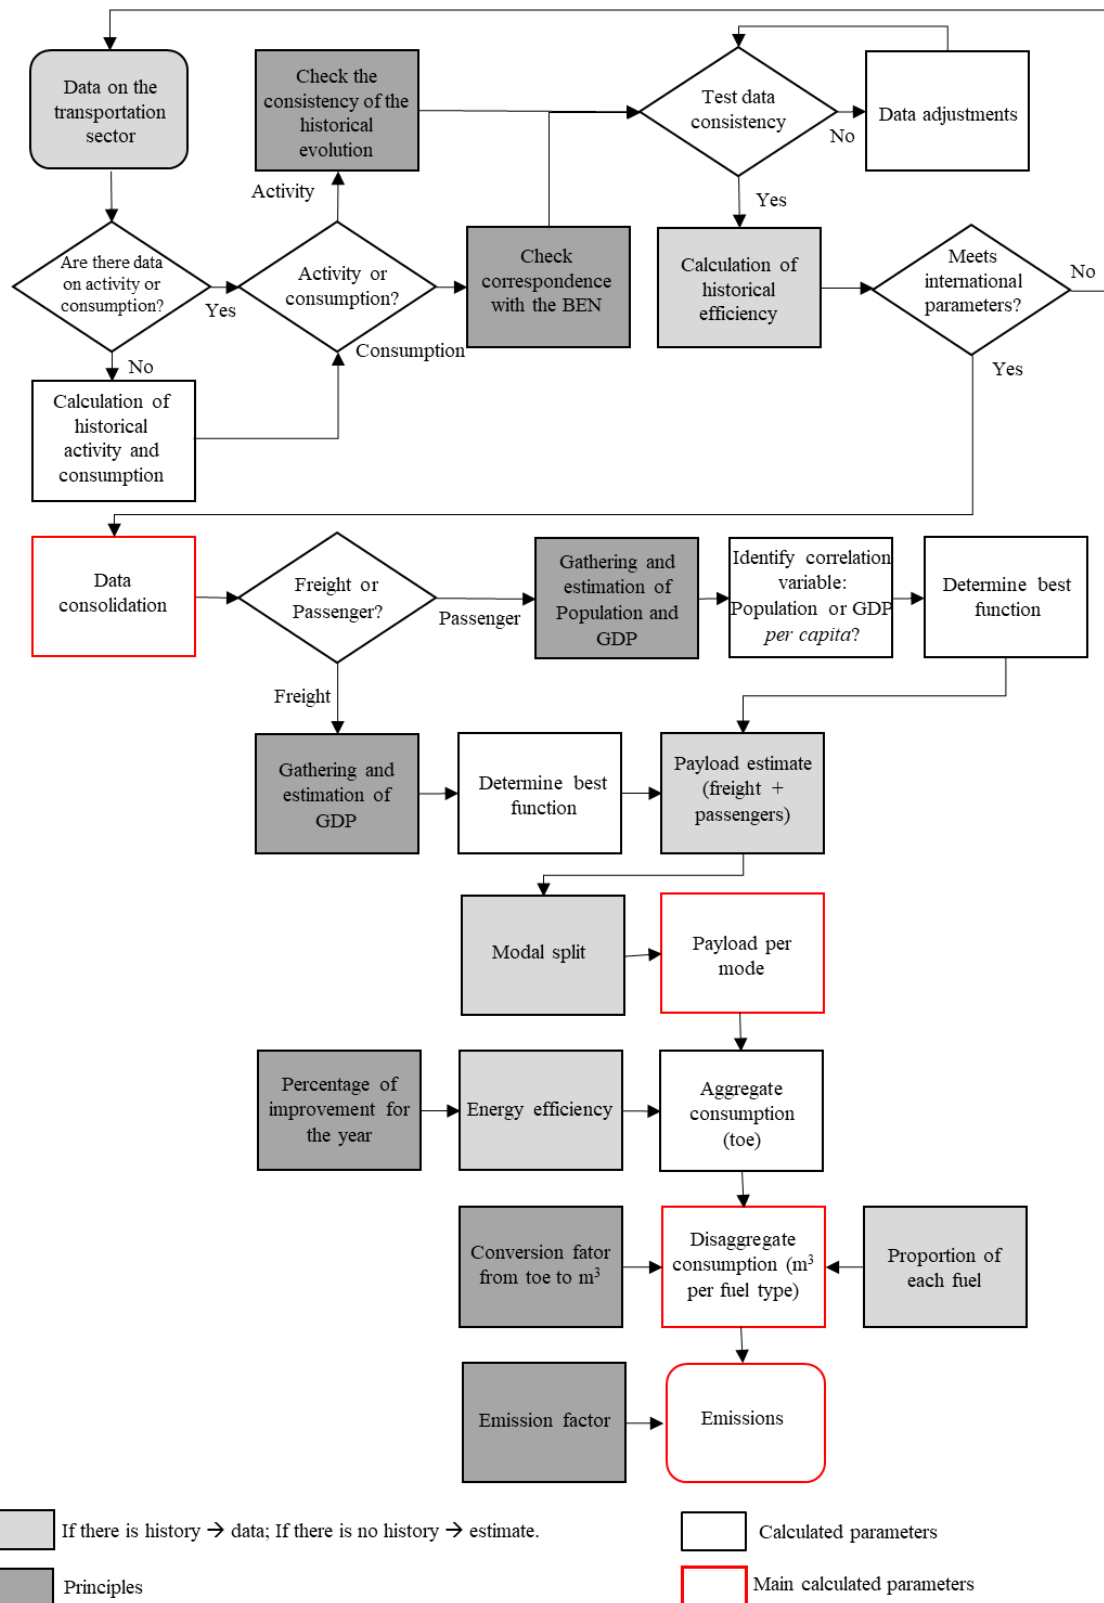 Data on the
transportation
sector
Check the
consistency of the
historical
evolution
Test data
consistency
No
Data adjustments
Activity
Yes
Are there data
on activity or
consumption?
Yes
Activity or
consumption?
Check
correspondence
with the BEN
Calculation of
historical
efficiency
Meets
international
parameters?
No
Consumption
No
Yes
Calculation of
historical
activity and
consumption
Data
consolidation
Freight or
Passenger?
Passenger
Gathering and
estimation of
Population and
GDP
Identify correlation
variable:
Population or GDP
per capita?
Determine best
function
Freight
Gathering and
estimation of
GDP
Determine best
function
Payload estimate
(freight +
passengers)
Modal split
Payload per
mode
Percentage of
improvement for
the year
Energy efficiency
Aggregate
consumption
(toe)
Conversion fator
from toe to m³
Disaggregate
consumption (m³
per fuel type)
Proportion of
each fuel
Emission factor
Emissions
If there is history → data; If there is no history → estimate.
Calculated parameters
Principles
Main calculated parameters